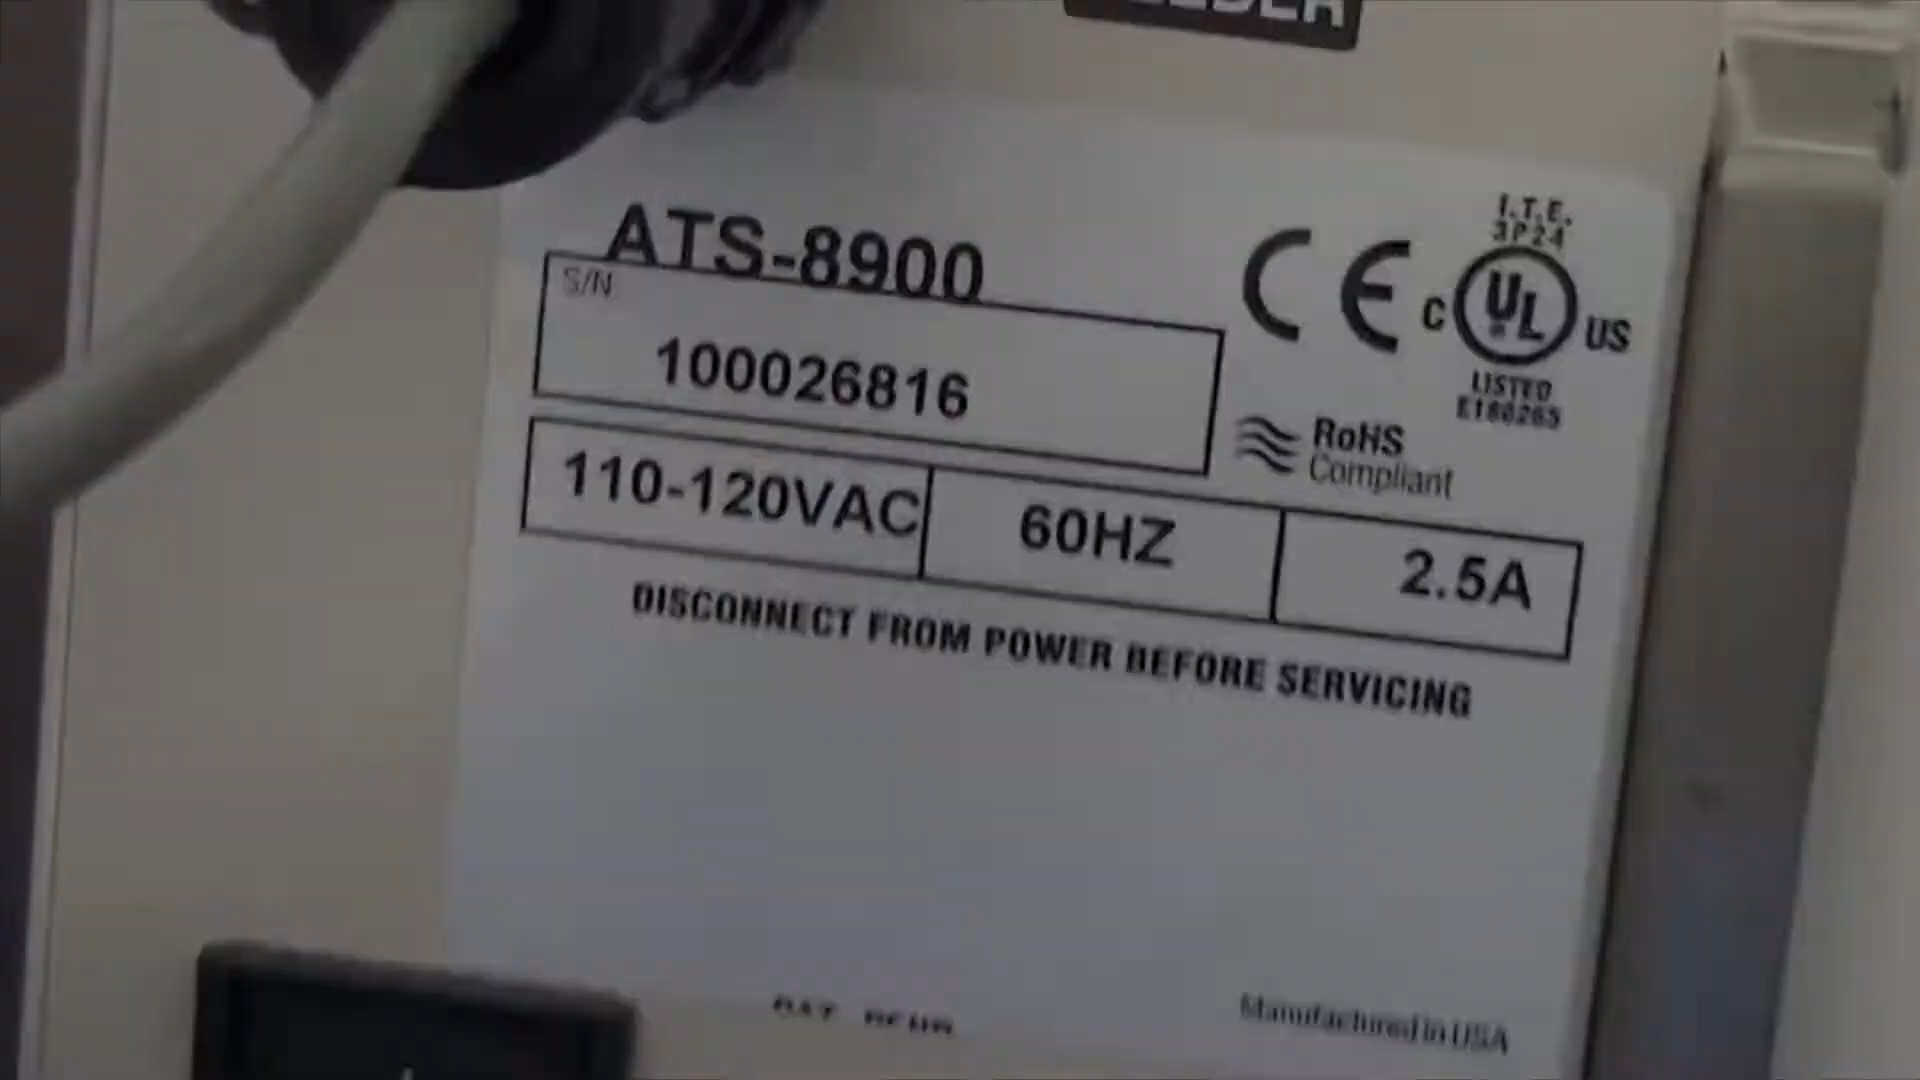 ATS-8900
S/N
100026816
110-120VAC 60HZ 2.5A
DISCONNECT FROM POWER BEFORE SERVICING
CE
I.T.E.
3P24
C UL US
LISTED
E180265
RoHS
Compliant
Manufactured in USA